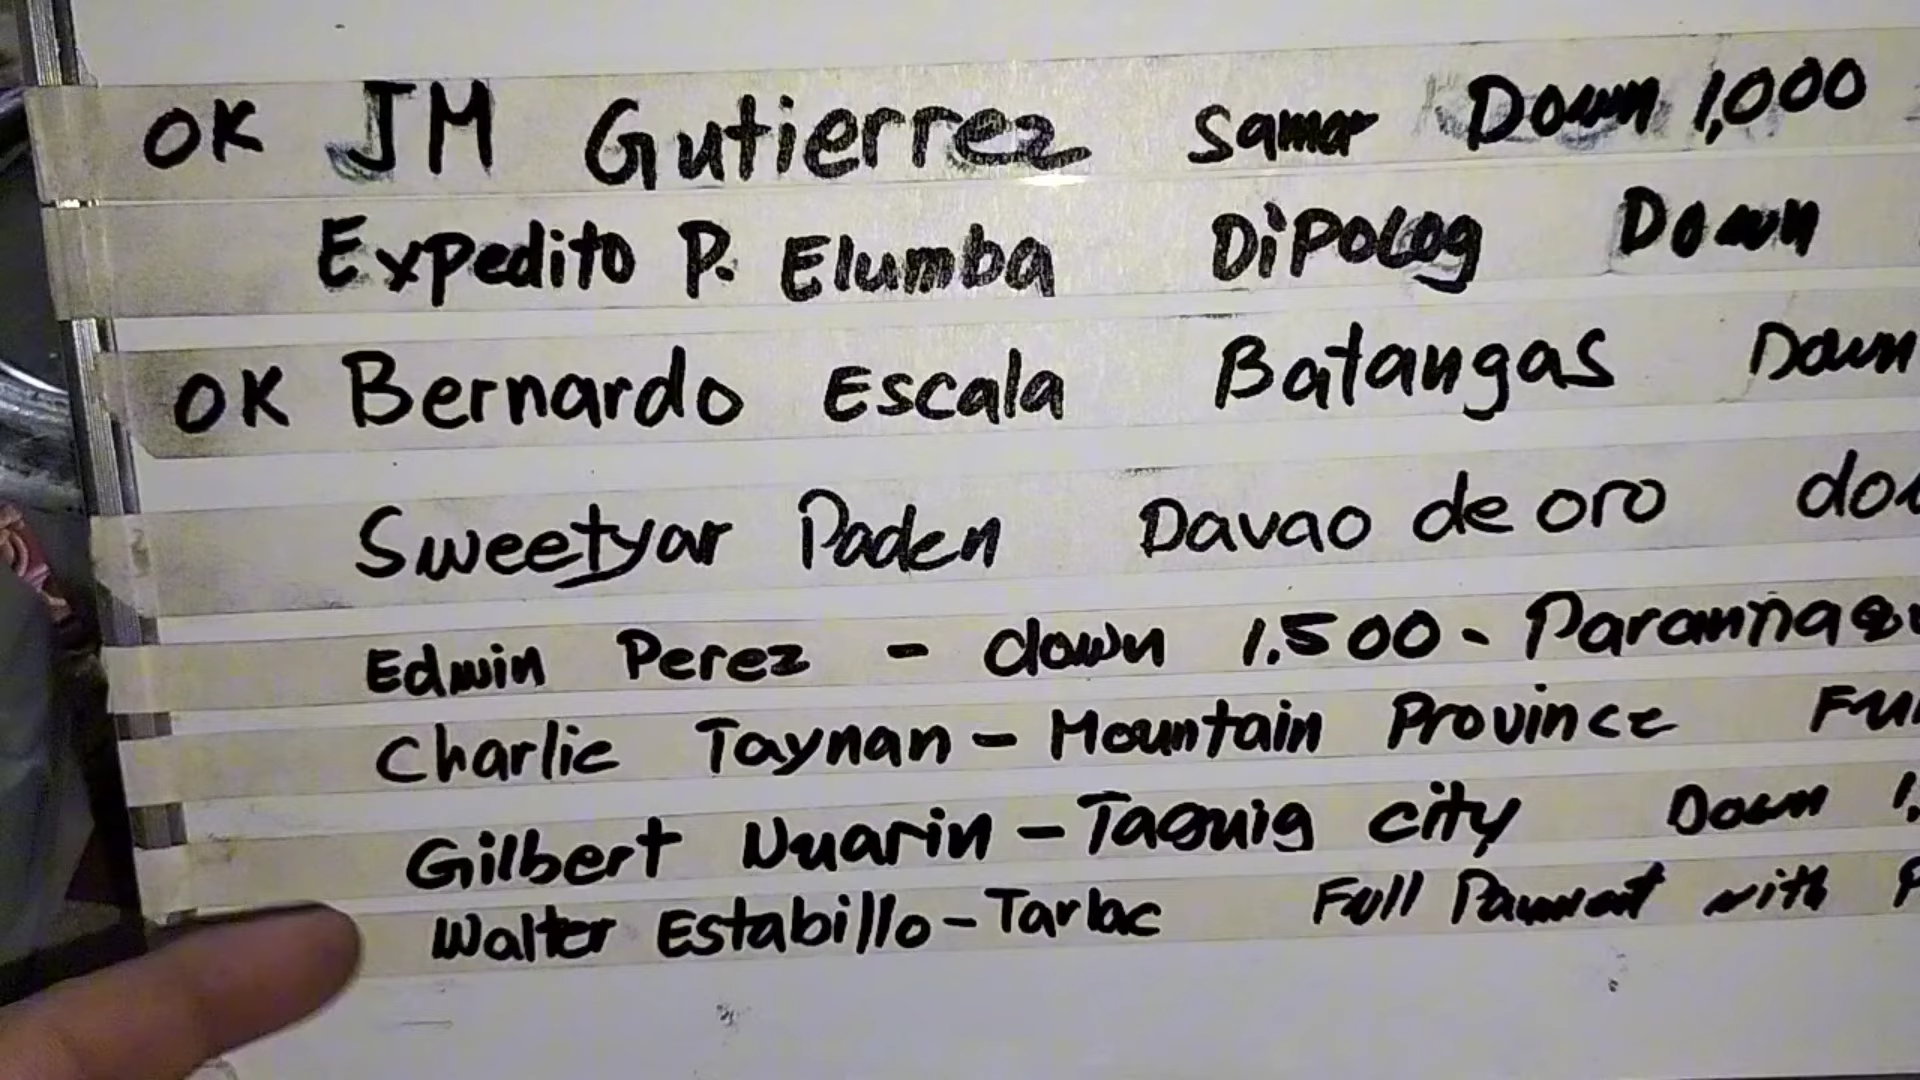 OK JM Gutierrez Samar Down 1,000
Expedito P. Elumba DiPolog Down
OK Bernardo Escala Batangas Down
Sweetyar Paden Davao de oro
Edwin Perez - down 1.500 -
Charlie Taynan - Mountain Province
Gilbert Nuarin - Taguig city Down
Walter Estabillo - Tarlac Full Payment with